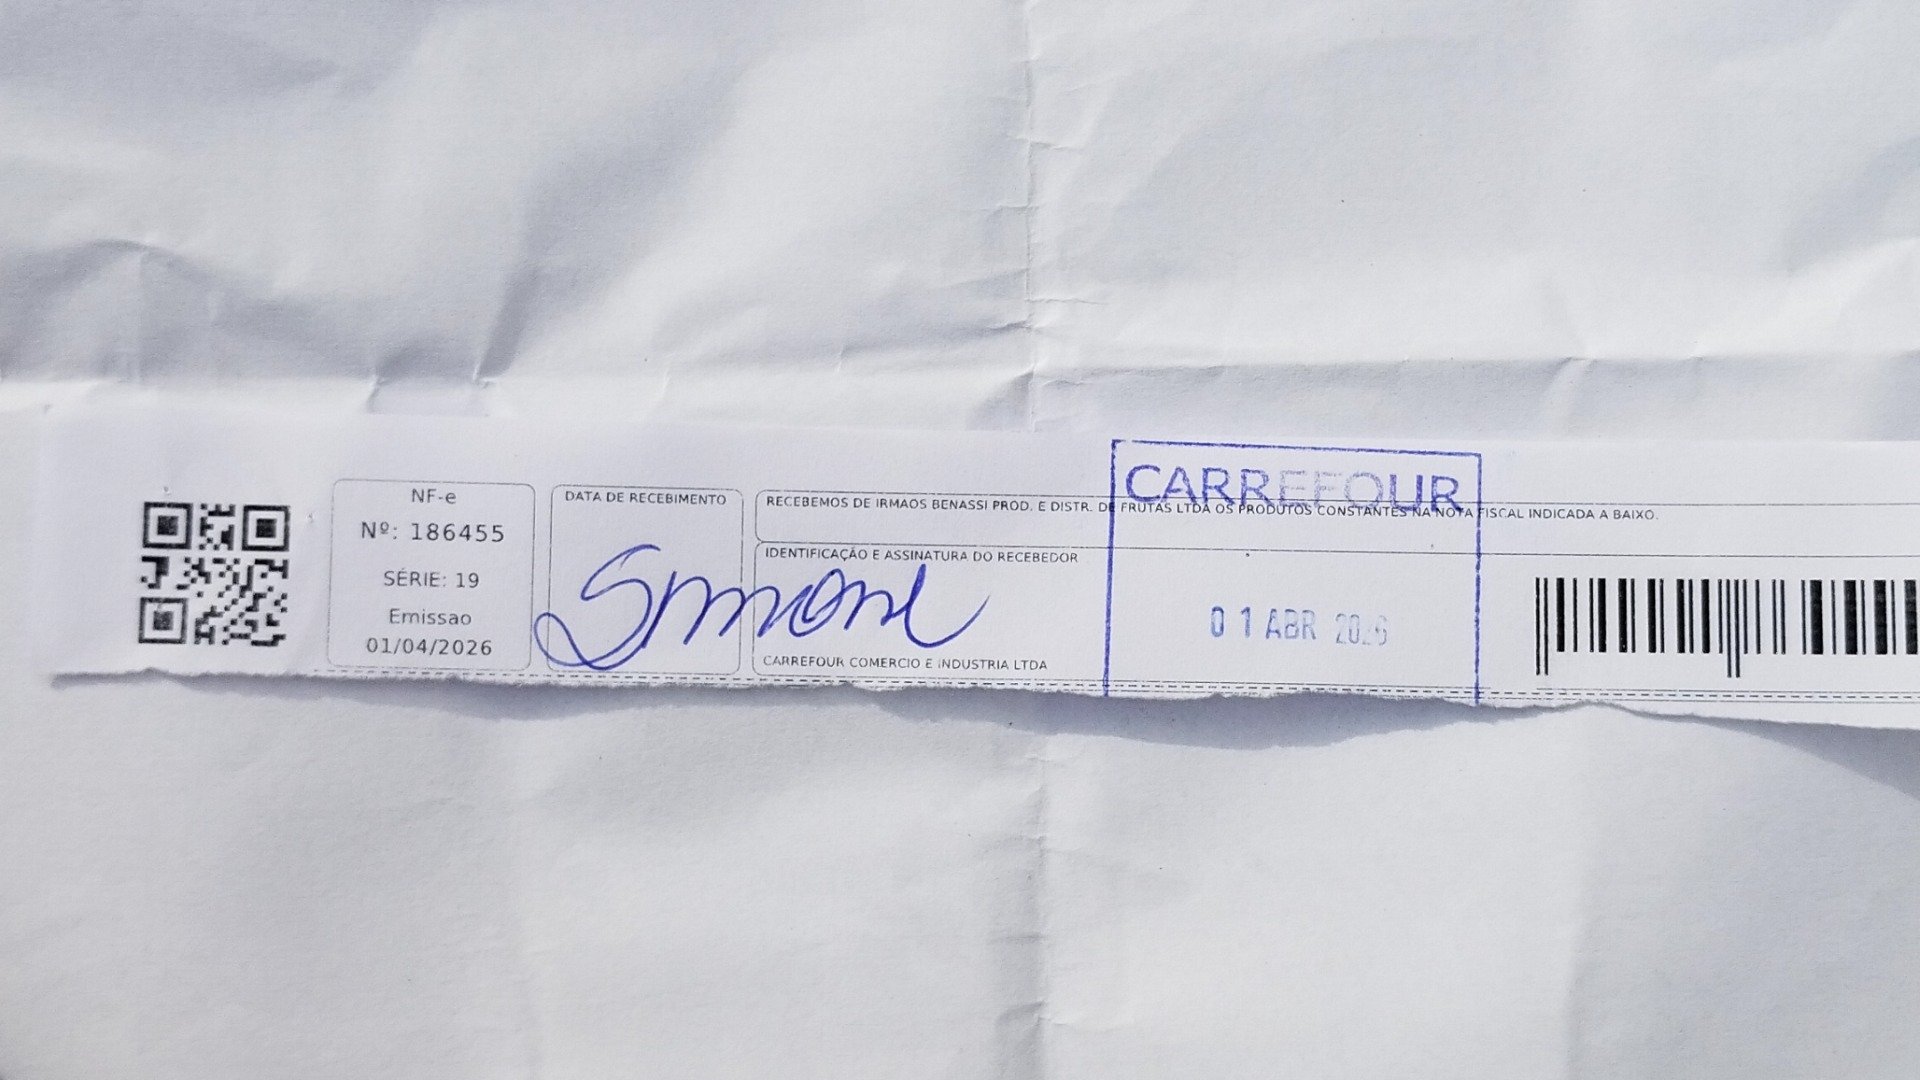 NF-e
Nº: 186455
SÉRIE: 19
Emissao
01/04/2026
DATA DE RECEBIMENTO
RECEBEMOS DE IRMAOS BENASSI PROD. E DISTR. DE FRUTAS LTDA OS PRODUTOS CONSTANTES NA NOTA FISCAL INDICADA A BAIXO.
IDENTIFICAÇÃO E ASSINATURA DO RECEBEDOR
Simone
CARREFOUR COMERCIO E INDUSTRIA LTDA
CARREFOUR
01 ABR 2026